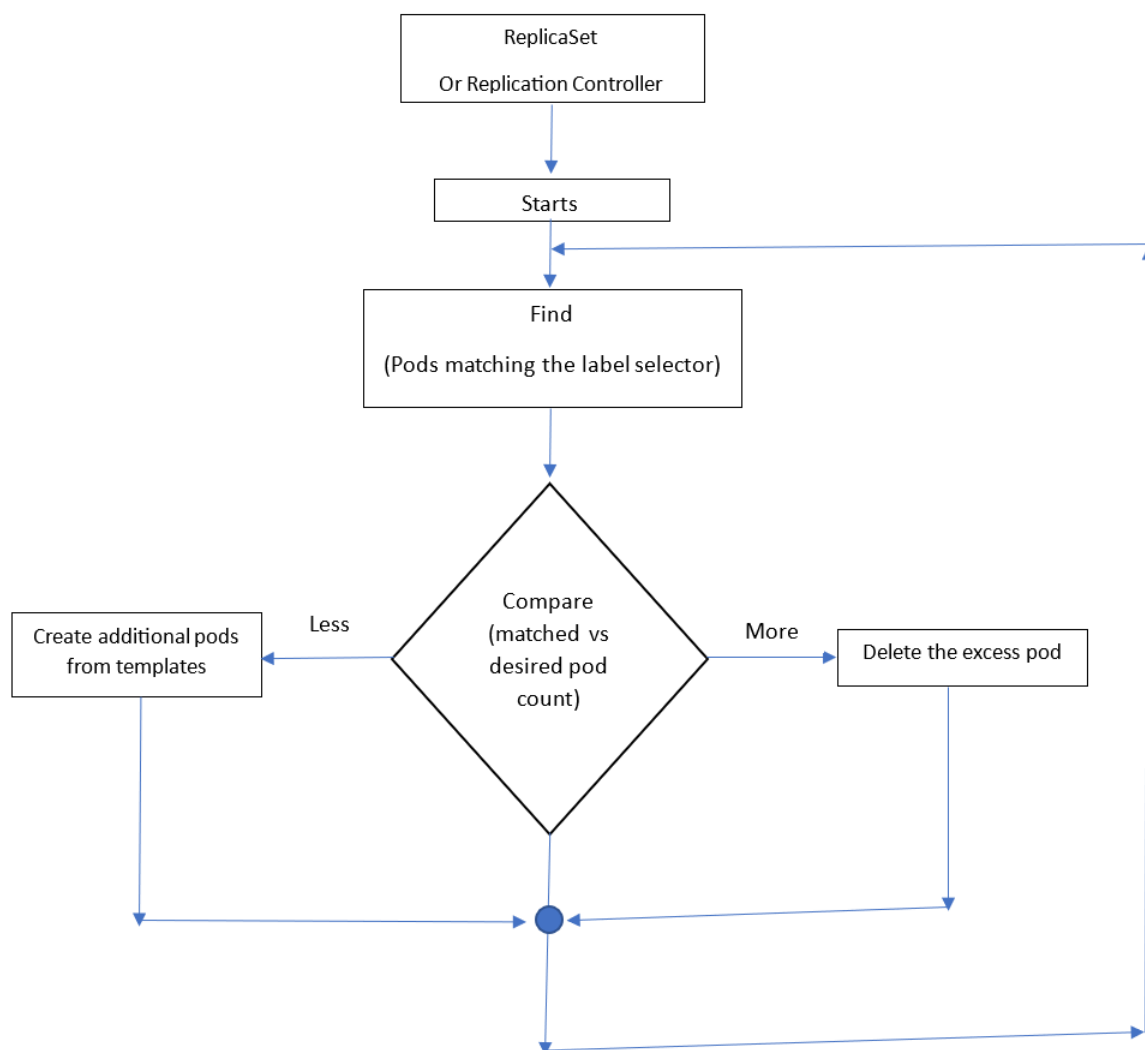 ReplicaSet
Or Replication Controller
Starts
Find
(Pods matching the label selector)
Compare
(matched vs
desired pod
count)
Less
More
Create additional pods
from templates
Delete the excess pod